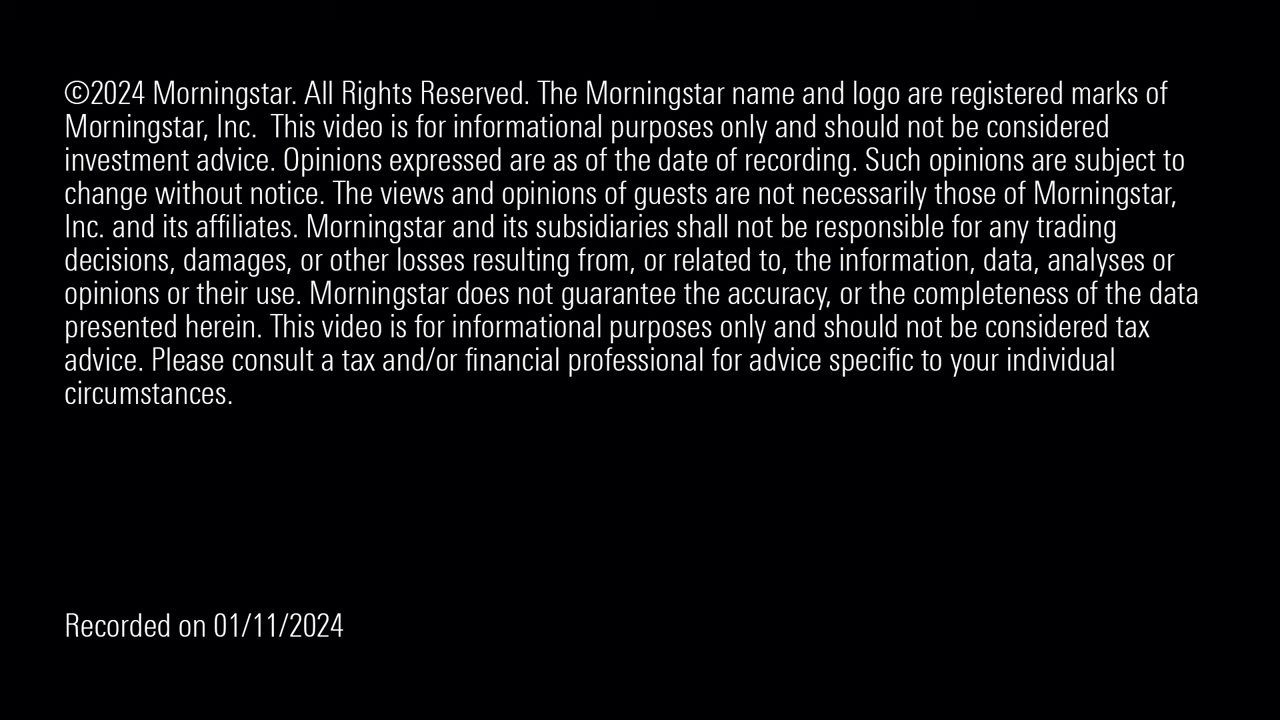 ©2024 Morningstar. All Rights Reserved. The Morningstar name and logo are registered marks of
Morningstar, Inc.  This video is for informational purposes only and should not be considered
investment advice. Opinions expressed are as of the date of recording. Such opinions are subject to
change without notice. The views and opinions of guests are not necessarily those of Morningstar,
Inc. and its affiliates. Morningstar and its subsidiaries shall not be responsible for any trading
decisions, damages, or other losses resulting from, or related to, the information, data, analyses or
opinions or their use. Morningstar does not guarantee the accuracy, or the completeness of the data
presented herein. This video is for informational purposes only and should not be considered tax
advice. Please consult a tax and/or financial professional for advice specific to your individual
circumstances.
Recorded on 01/11/2024